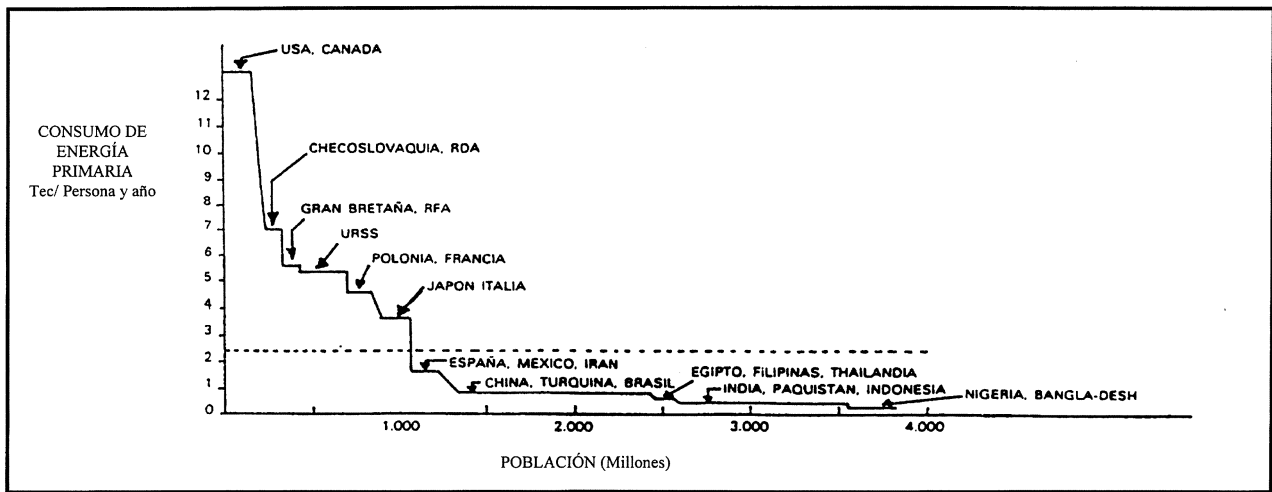 USA, CANADA
12
11
10
9
8
7
6
5
4
3
2
1
0
CONSUMO DE
ENERGÍA
PRIMARIA
Tec/ Persona y año
CHECOSLOVAQUIA, RDA
GRAN BRETAÑA, RFA
URSS
POLONIA, FRANCIA
JAPON ITALIA
ESPAÑA, MEXICO, IRAN
CHINA, TURQUINA, BRASIL
EGIPTO, FILIPINAS, THAILANDIA
INDIA, PAQUISTAN, INDONESIA
NIGERIA, BANGLA-DESH
1.000
2.000
3.000
4.000
POBLACIÓN (Millones)